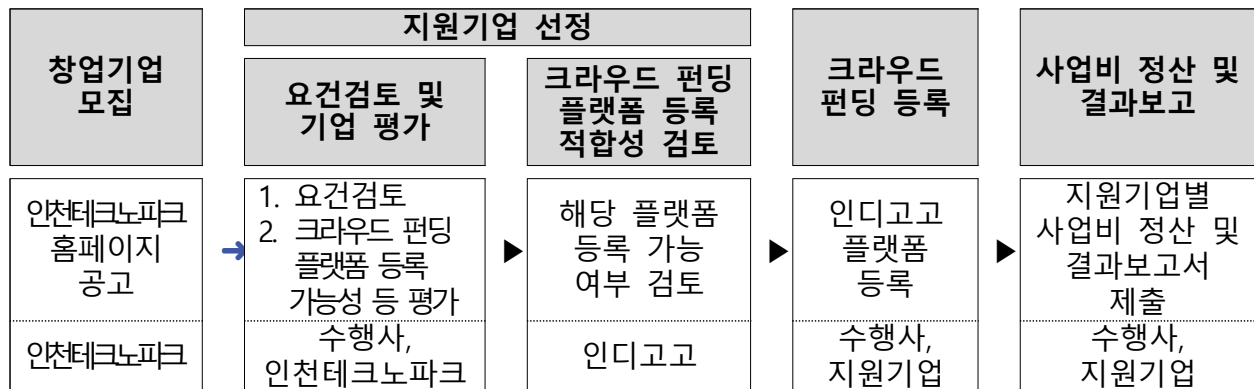 지원기업 선정
창업기업
모집
요건검토 및
기업 평가
크라우드 펀딩
플랫폼 등록
적합성 검토
크라우드
펀딩 등록
사업비 정산 및
결과보고
인천테크노파크
홈페이지
공고
➜
1. 요건검토
2. 크라우드 펀딩
플랫폼 등록
가능성 등 평가
▶
해당 플랫폼
등록 가능
여부 검토
▶
인디고고
플랫폼
등록
▶
지원기업별
사업비 정산 및
결과보고서
제출
인천테크노파크
수행사,
인천테크노파크
인디고고
수행사,
지원기업
수행사,
지원기업